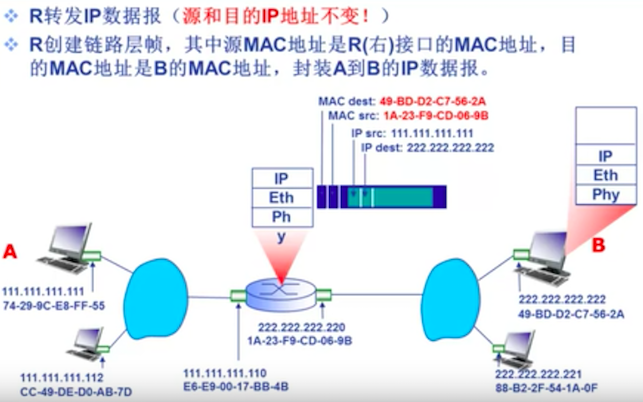 R转发IP数据报（源和目的IP地址不变！）
R创建链路层帧，其中源MAC地址是R(右)接口的MAC地址，目
的MAC地址是B的MAC地址，封装A到B的IP数据报。
MAC dest: 49-BD-D2-C7-56-2A
MAC src: 1A-23-F9-CD-06-9B
IP src: 111.111.111.111
IP dest: 222.222.222.222
IP
Eth
Ph
y
IP
Eth
Phy
A
B
111.111.111.111
74-29-9C-E8-FF-55
222.222.222.222
49-BD-D2-C7-56-2A
222.222.222.220
1A-23-F9-CD-06-9B
111.111.111.112
CC-49-DE-D0-AB-7D
111.111.111.110
E6-E9-00-17-BB-4B
222.222.222.221
88-B2-2F-54-1A-0F